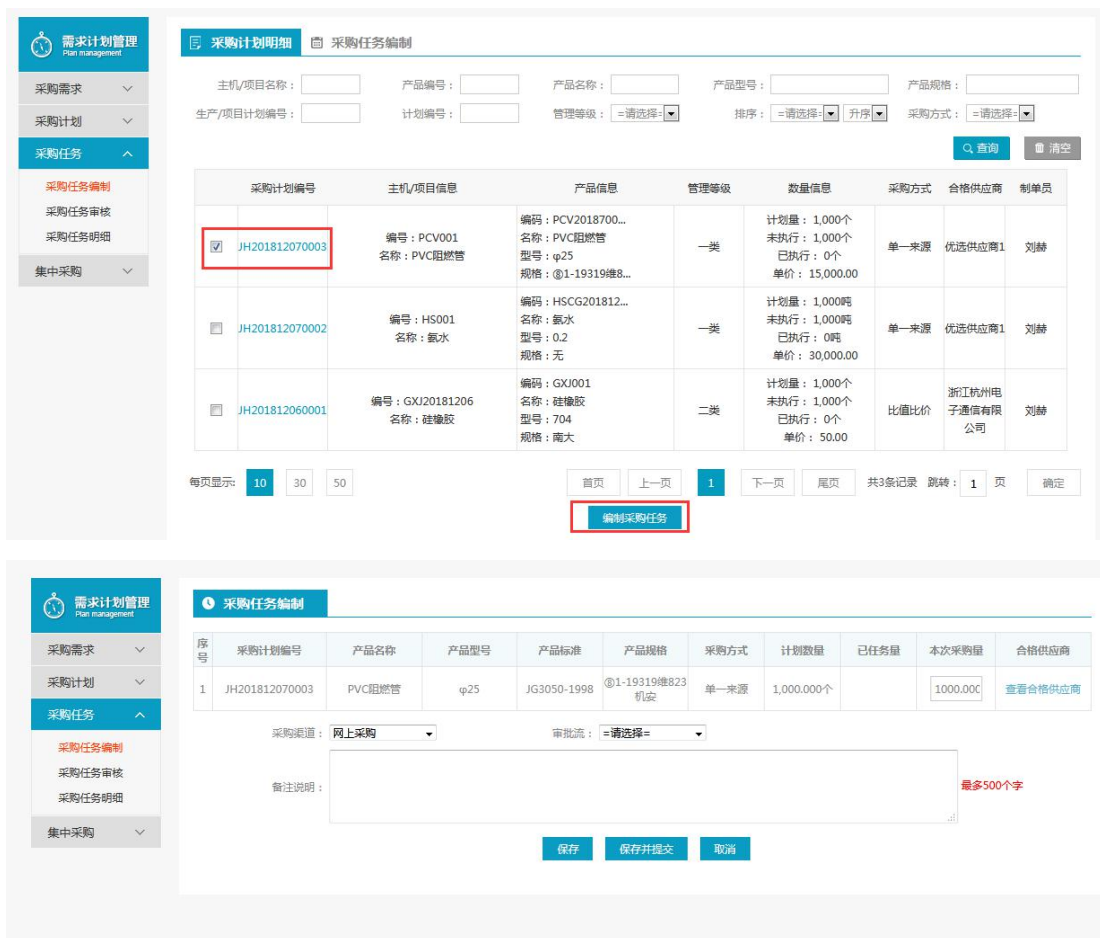 需求计划管理
Plan management
采购需求
采购计划
采购任务
采购任务编制
采购任务审核
采购任务明细
集中采购
采购计划明细 采购任务编制
主机/项目名称： 产品编号： 产品名称： 产品型号： 产品规格：
生产/项目计划编号： 计划编号： 管理等级： =请选择= 排序： =请选择= 升序 采购方式： =请选择=
查询 清空
采购计划编号 主机/项目信息 产品信息 管理等级 数量信息 采购方式 合格供应商 制单员
JH201812070003
编号：PCV001
名称：PVC阻燃管
编码：PCV2018700...
名称：PVC阻燃管
型号：φ25
规格：⑧1-19319维8...
一类
计划量： 1,000个
未执行： 1,000个
已执行： 0个
单价： 15,000.00
单一来源
优选供应商1
刘赫
JH201812070002
编号：HS001
名称：氨水
编码：HSCG201812...
名称：氨水
型号：0.2
规格：无
一类
计划量： 1,000吨
未执行： 1,000吨
已执行： 0吨
单价： 30,000.00
单一来源
优选供应商1
刘赫
JH201812060001
编号：GXJ20181206
名称：硅橡胶
编码：GXJ001
名称：硅橡胶
型号：704
规格：南大
二类
计划量： 1,000个
未执行： 1,000个
已执行： 0个
单价： 50.00
比值比价
浙江杭州电
子通信有限
公司
刘赫
每页显示: 10 30 50 首页 上一页 1 下一页 尾页 共3条记录 跳转： 1 页 确定
编制采购任务
需求计划管理
Plan management
采购需求
采购计划
采购任务
采购任务编制
采购任务审核
采购任务明细
集中采购
采购任务编制
序号 采购计划编号 产品名称 产品型号 产品标准 产品规格 采购方式 计划数量 已任务量 本次采购量 合格供应商
1 JH201812070003 PVC阻燃管 φ25 JG3050-1998 ⑧1-19319维823机安 单一来源 1,000.000个 1000.000 查看合格供应商
采购渠道： 网上采购 审批流： =请选择=
备注说明： 最多500个字
保存 保存并提交 取消